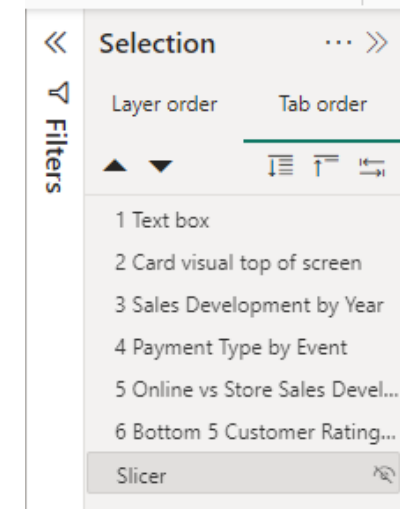 Selection
Filters
Layer order
Tab order
1 Text box
2 Card visual top of screen
3 Sales Development by Year
4 Payment Type by Event
5 Online vs Store Sales Devel...
6 Bottom 5 Customer Rating...
Slicer